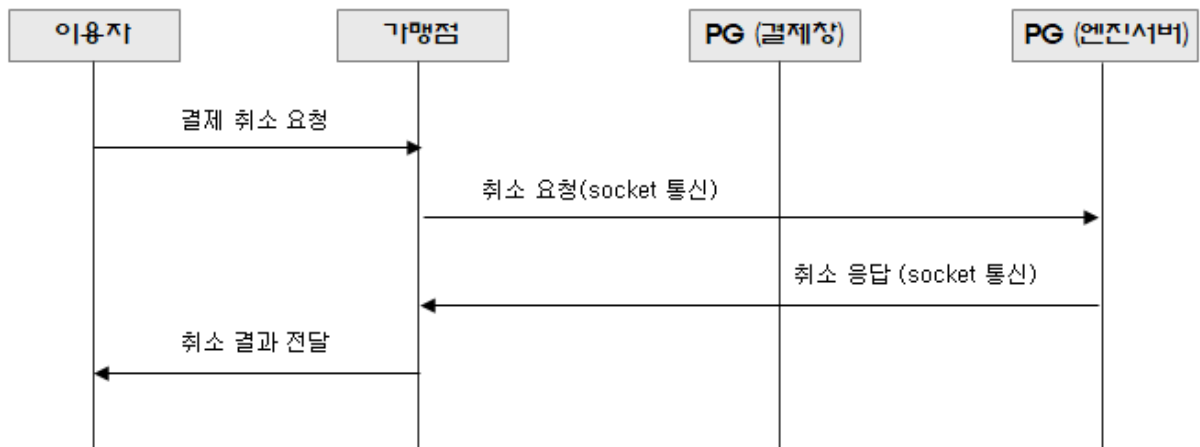 이용자
가맹점
PG (결제창)
PG (엔진서버)
결제 취소 요청
취소 요청(socket 통신)
취소 응답 (socket 통신)
취소 결과 전달